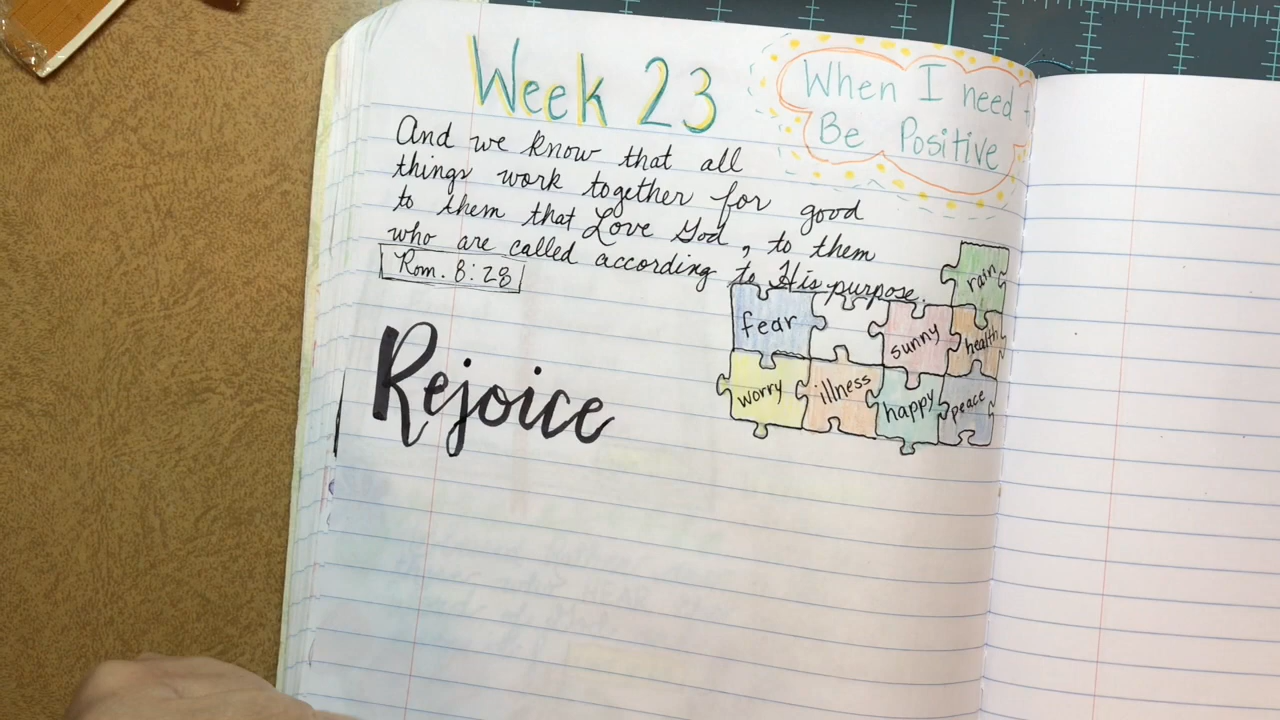 Week 23
When I need
Be Positive
And we know that all
things work together for good
to them that Love God, to them
who are called according to His purpose.
Rom. 8:28
rain
fear
sunny
health
worry
illness
happy
peace
Rejoice